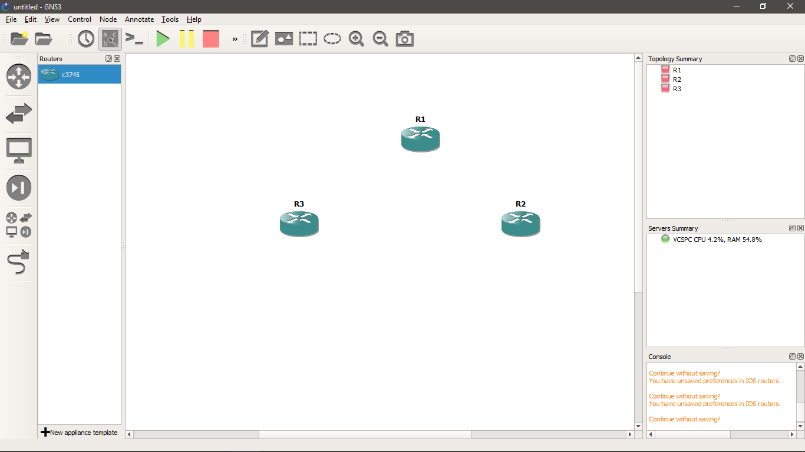 untitled - GNS3
File Edit View Control Node Annotate Tools Help
Routers
c3745
New appliance template
R1
R3
R2
Topology Summary
R1
R2
R3
Servers Summary
VCSPC CPU 4.2%, RAM 54.8%
Console
Continue without saving?
You have unsaved preferences in IOS routers.
Continue without saving?
You have unsaved preferences in IOS routers.
Continue without saving?